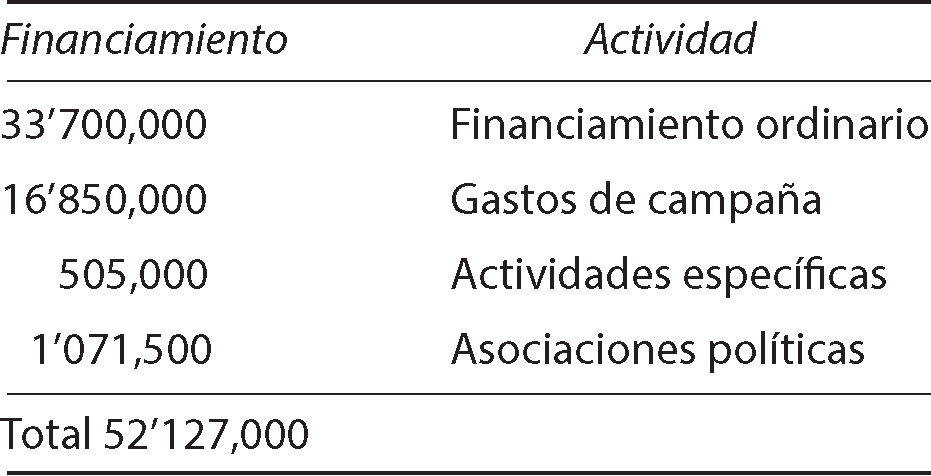 Financiamiento Actividad
33’700,000 Financiamiento ordinario
16’850,000 Gastos de campaña
505,000 Actividades específicas
1’071,500 Asociaciones políticas
Total 52’127,000